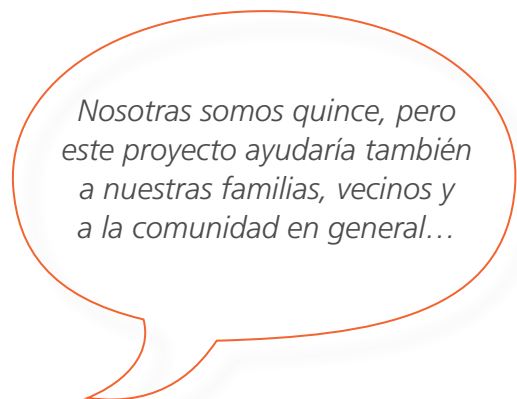 Nosotras somos quince, pero
este proyecto ayudaría también
a nuestras familias, vecinos y
a la comunidad en general…